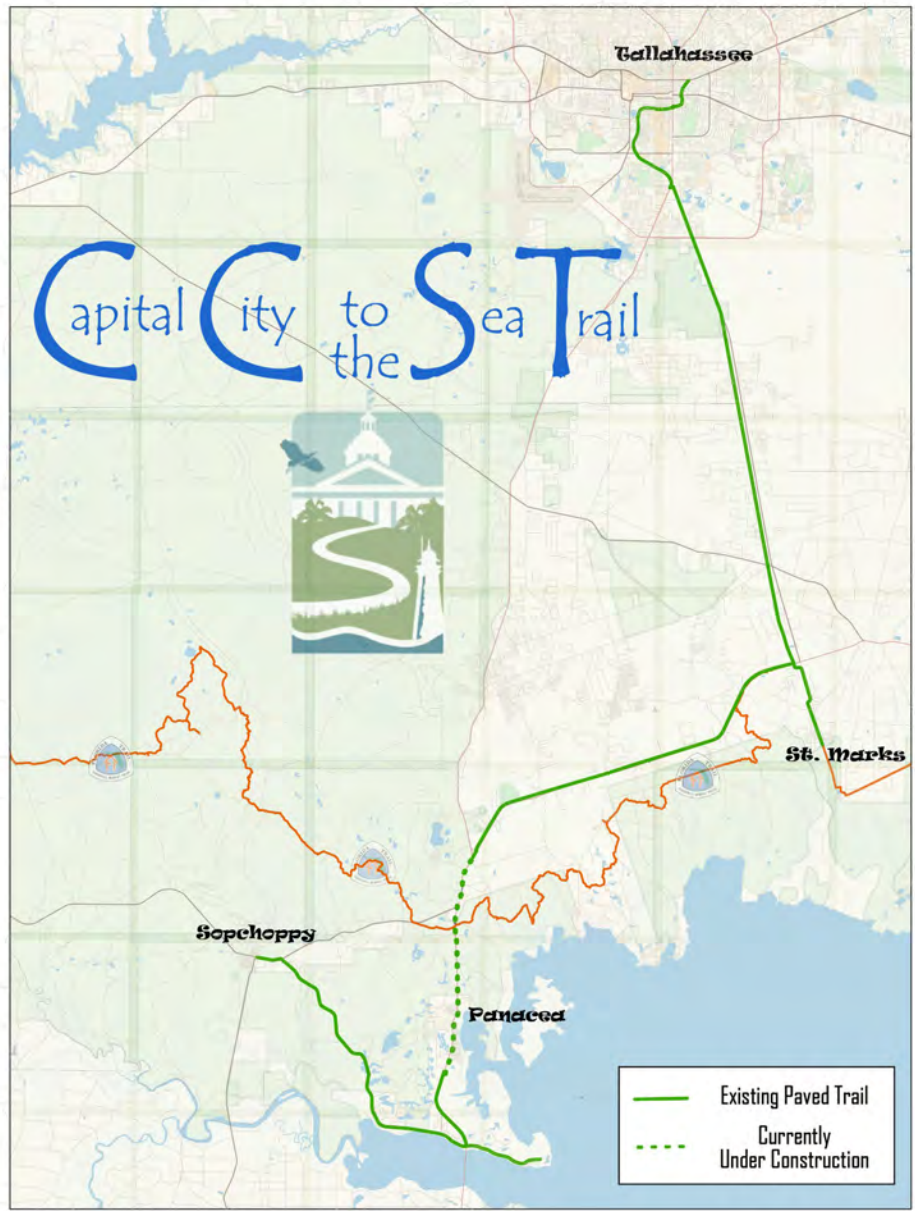 Tallahassee
Capital City to the Sea Trail
St. Marks
Sopchoppy
Panacea
Existing Paved Trail
Currently
Under Construction